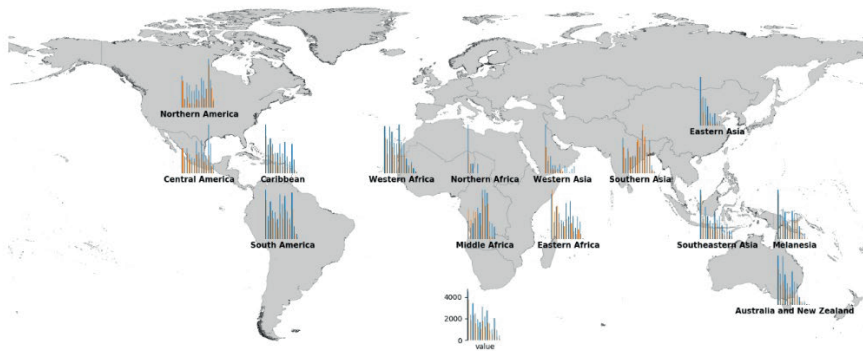 Northern America
Eastern Asia
Central America
Caribbean
Western Africa
Northern Africa
Western Asia
Southern Asia
South America
Middle Africa
Eastern Africa
Southeastern Asia
Melanesia
Australia and New Zealand
4000
2000
0
value